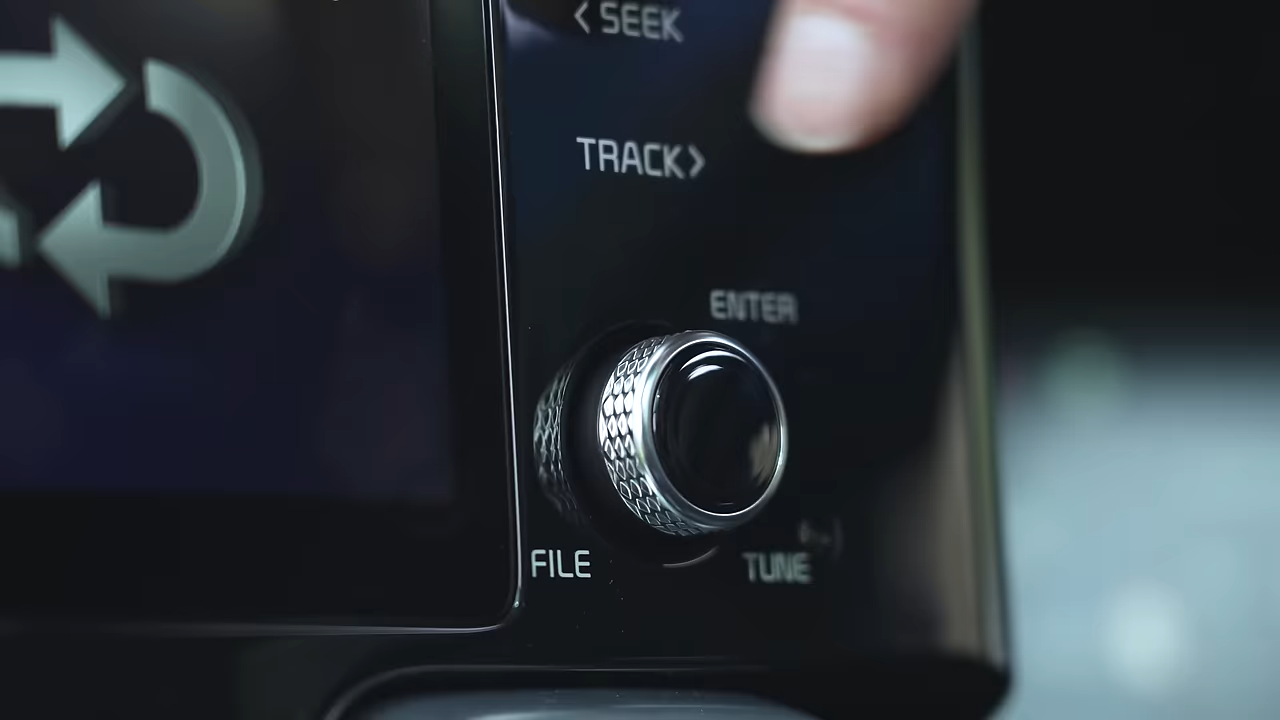 < SEEK
TRACK >
ENTER
FILE
TUNE